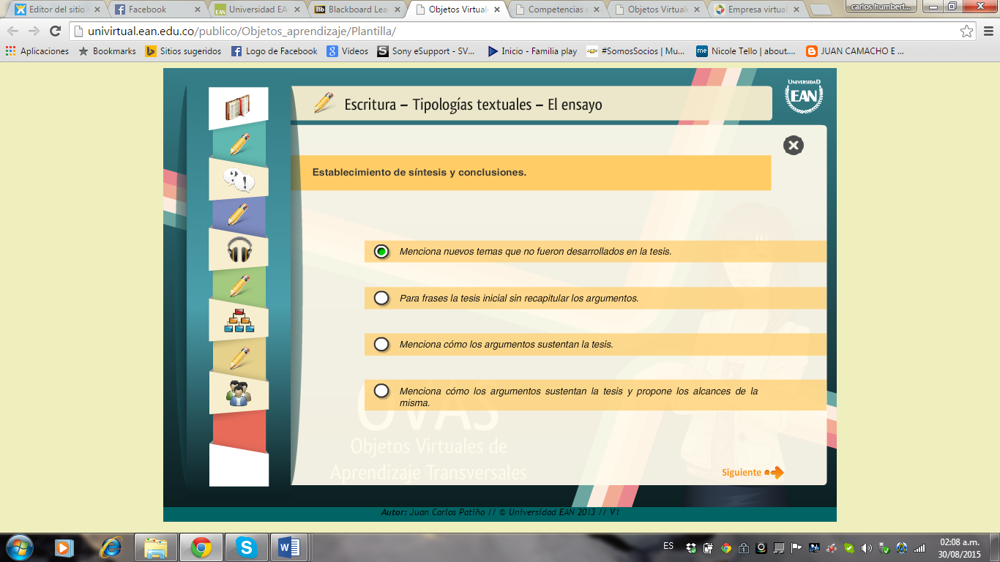 Editor del sitio
Facebook
Universidad EA
Blackboard Lea
Objetos Virtual
Competencias
Objetos Virtual
Empresa virtual
carlos humbert...
univirtual.ean.edu.co/publico/Objetos_aprendizaje/Plantilla/
Aplicaciones
Bookmarks
Sitios sugeridos
Logo de Facebook
Vídeos
Sony eSupport - SV...
Inicio - Familia play
#SomosSocios | Mu...
Nicole Tello | about....
JUAN CAMACHO E ...
Escritura – Tipologías textuales – El ensayo
UNIVERSIDAD
EAN
Establecimiento de síntesis y conclusiones.
Menciona nuevos temas que no fueron desarrollados en la tesis.
Para frases la tesis inicial sin recapitular los argumentos.
Menciona cómo los argumentos sustentan la tesis.
Menciona cómo los argumentos sustentan la tesis y propone los alcances de la
misma.
OVAS
Objetos Virtuales de
Aprendizaje Transversales
Siguiente
Autor: Juan Carlos Patiño // © Universidad EAN 2013 // V1
ES
02:08 a.m.
30/08/2015